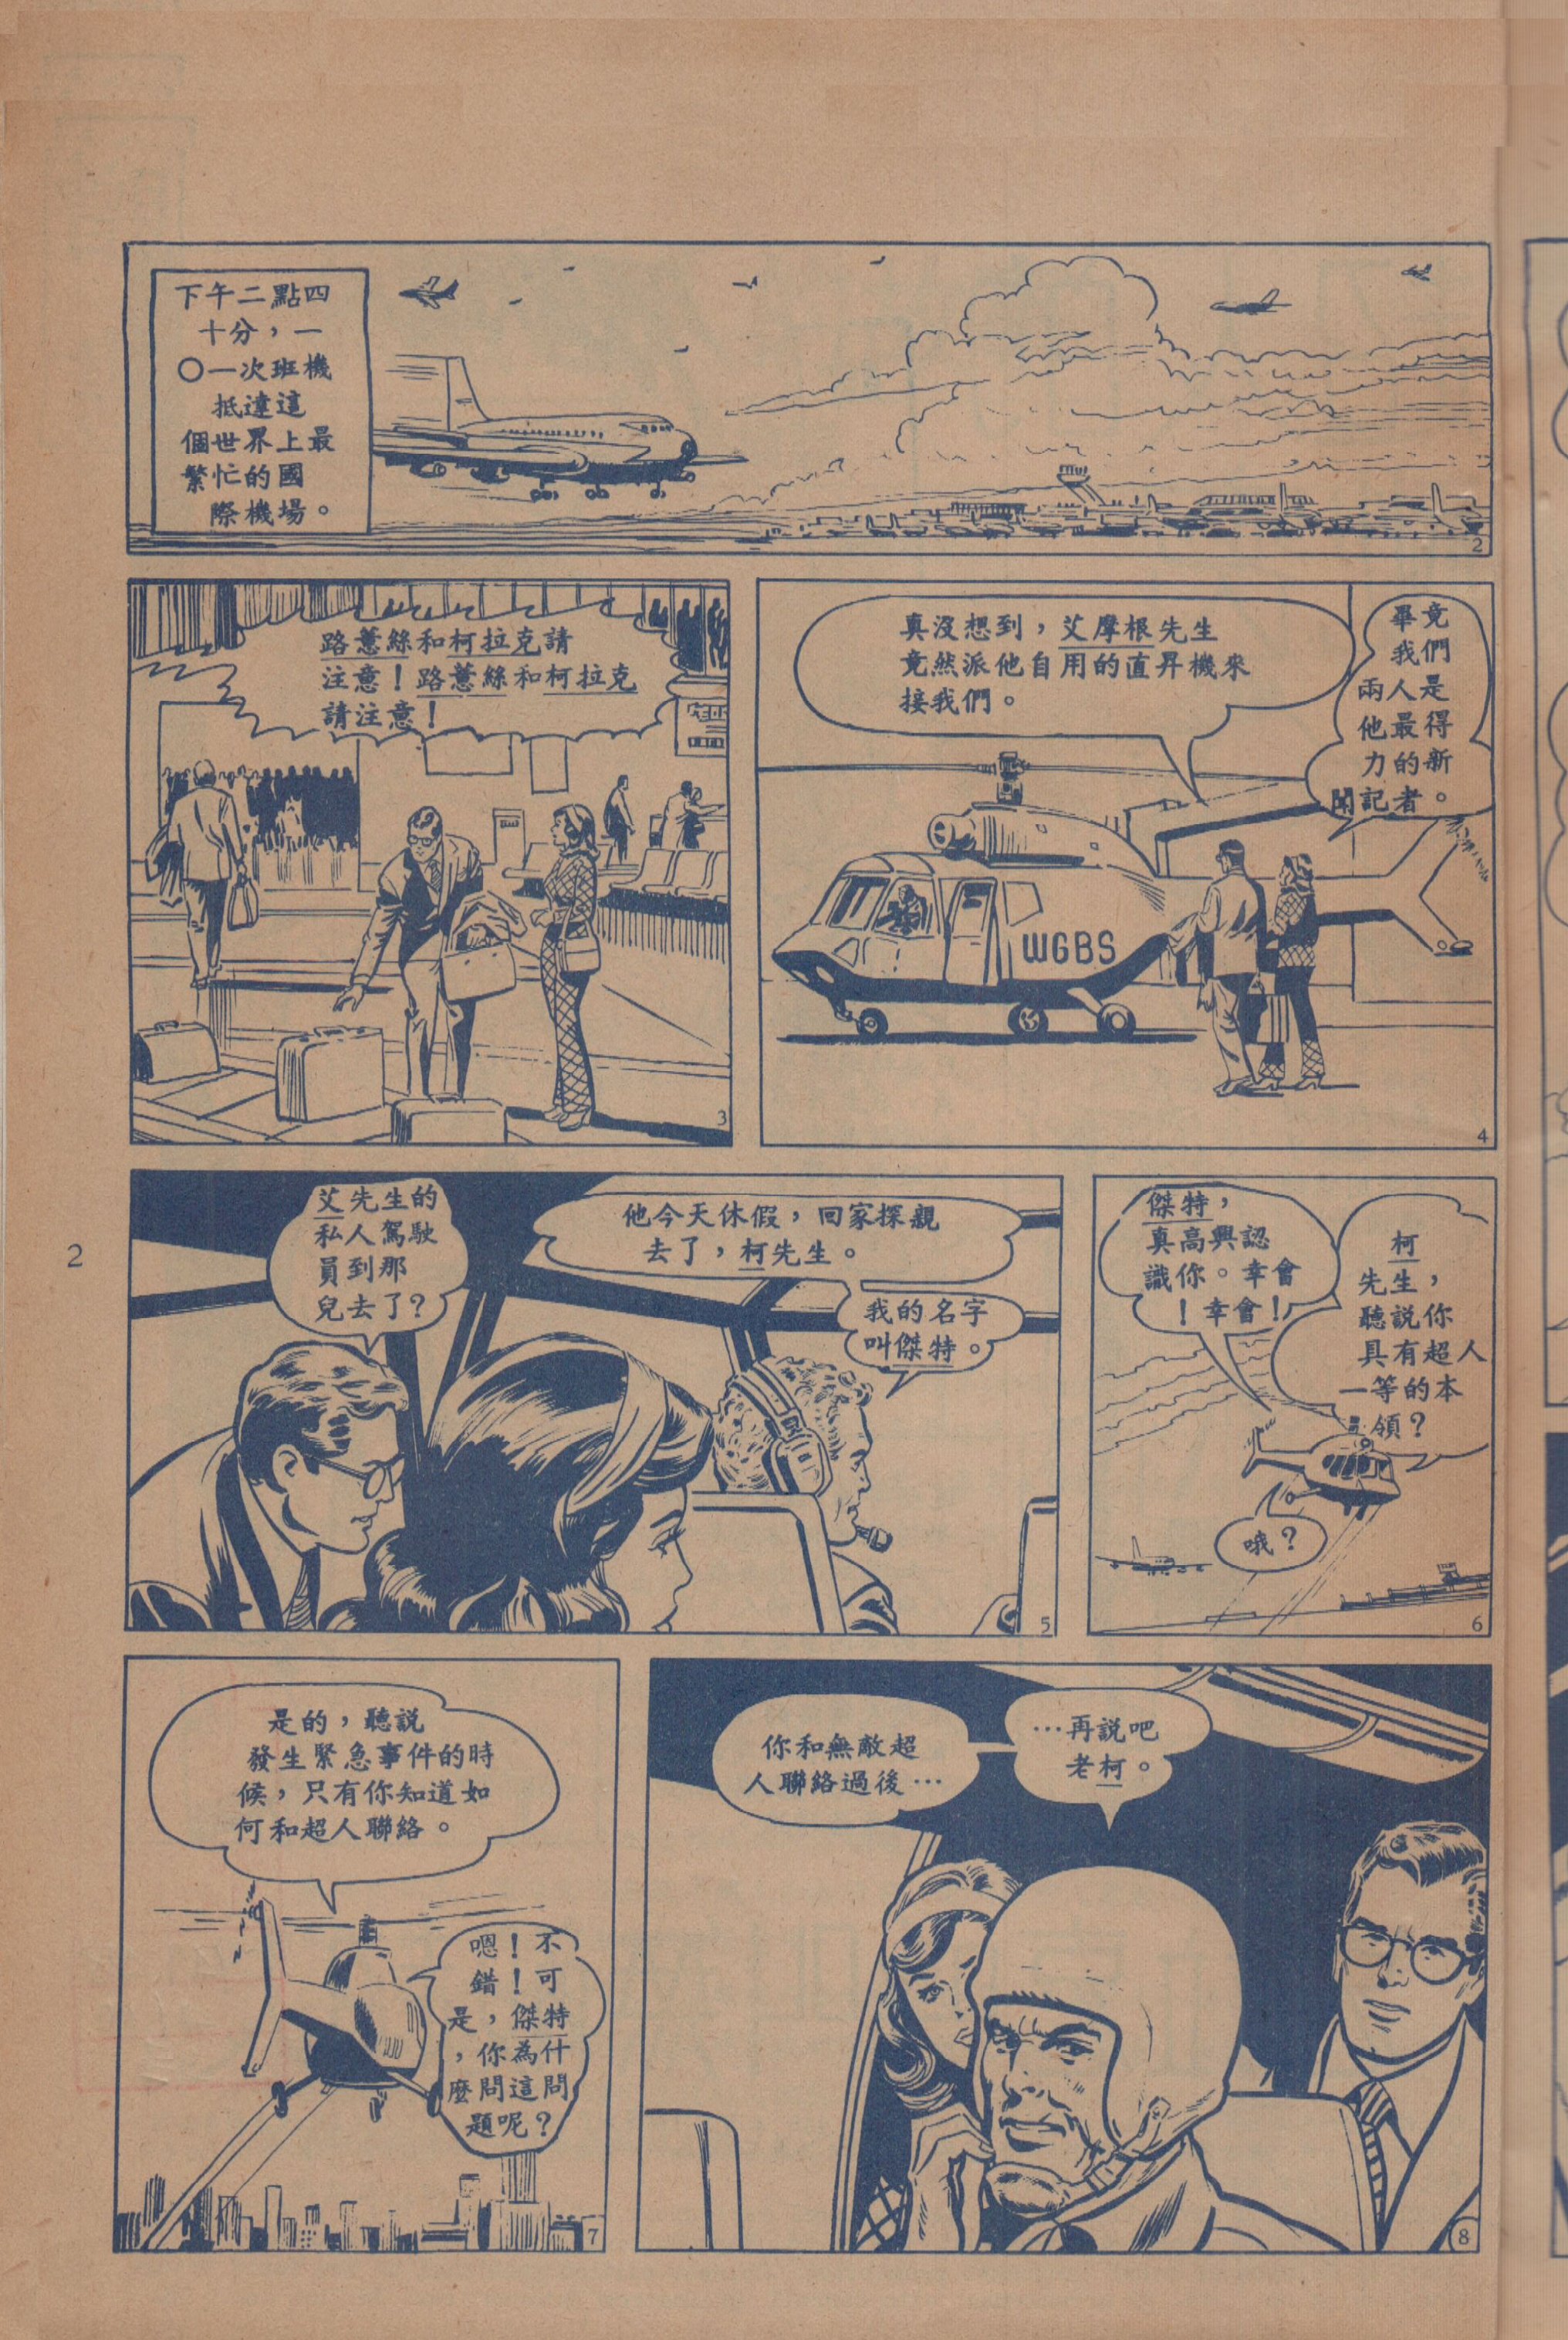 下午二點四
十分，一
〇一次班機
抵達這
個世界上最
繁忙的國
際機場。
2
路薏絲和柯拉克請
注意！路薏絲和柯拉克
請注意！
3
真沒想到，艾摩根先生
竟然派他自用的直昇機來
接我們。
畢竟
我們
兩人是
他最得
力的新
聞記者。
WGBS
4
艾先生的
私人駕駛
員到那
兒去了？
他今天休假，回家探親
去了，柯先生。
我的名字
叫傑特。
5
傑特，
真高興認
識你。幸會
！幸會！
柯
先生，
聽說你
具有超人
一等的本
領？
哦？
6
2
是的，聽說
發生緊急事件的時
候，只有你知道如
何和超人聯絡。
嗯！不
錯！可
是，傑特
，你為什
麼問這問
題呢？
7
你和無敵超
人聯絡過後…
…再說吧
老柯。
8